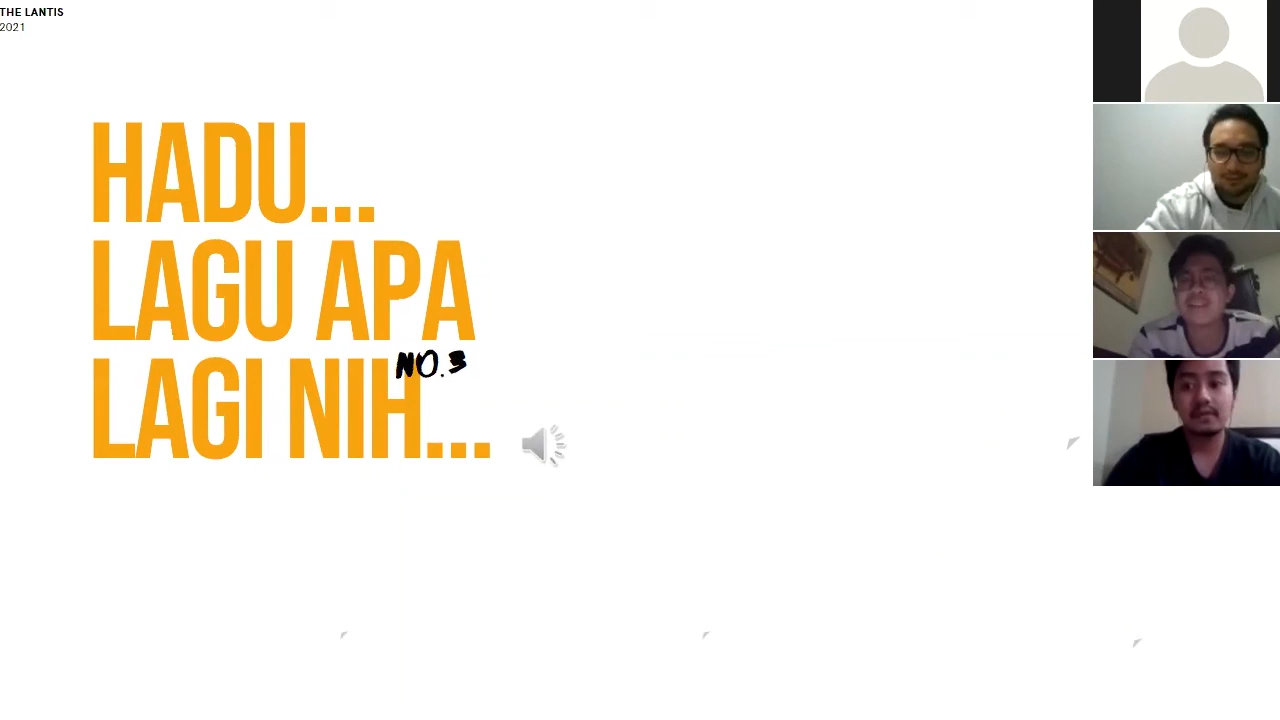 THE LANTIS
2021
HADU...
LAGU APA
LAGI NIH...
NO.3